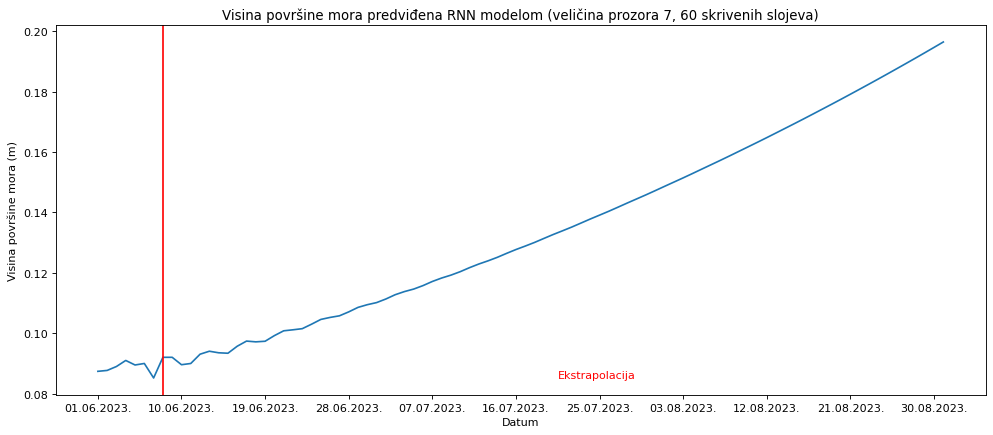 Visina površine mora predviđena RNN modelom (veličina prozora 7, 60 skrivenih slojeva)
Visina površine mora (m)
0.20
0.18
0.16
0.14
0.12
0.10
0.08
Ekstrapolacija
01.06.2023. 10.06.2023. 19.06.2023. 28.06.2023. 07.07.2023. 16.07.2023. 25.07.2023. 03.08.2023. 12.08.2023. 21.08.2023. 30.08.2023.
Datum